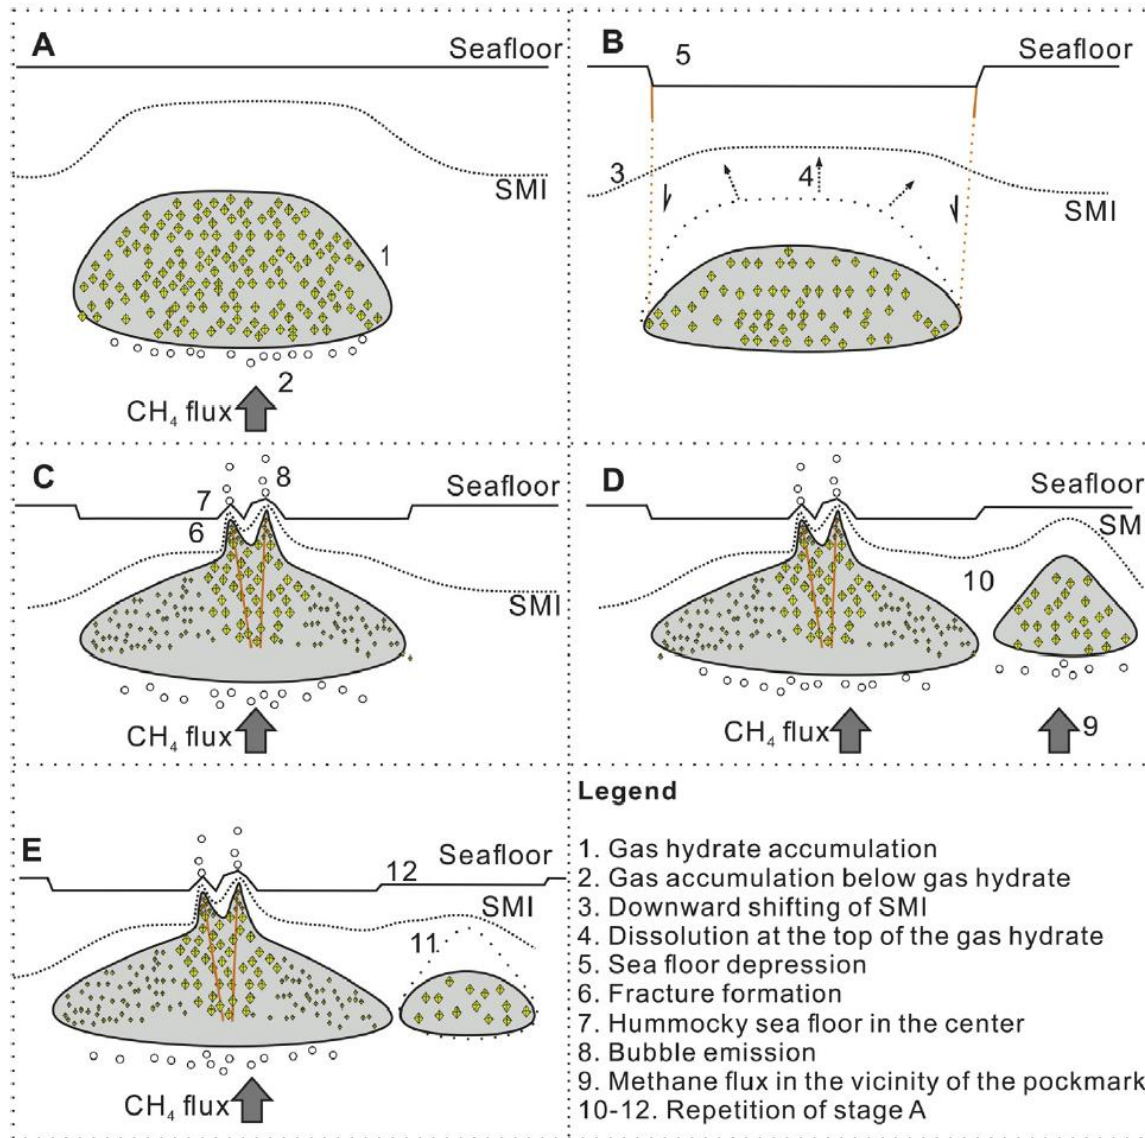 A
Seafloor
SMI
1
2
CH₄ flux
B
5
Seafloor
3
4
SMI
C
8
7
Seafloor
6
SMI
CH₄ flux
D
Seafloor
SM
10
CH₄ flux
9
E
12
Seafloor
SMI
11
CH₄ flux
Legend
1. Gas hydrate accumulation
2. Gas accumulation below gas hydrate
3. Downward shifting of SMI
4. Dissolution at the top of the gas hydrate
5. Sea floor depression
6. Fracture formation
7. Hummocky sea floor in the center
8. Bubble emission
9. Methane flux in the vicinity of the pockmark
10-12. Repetition of stage A